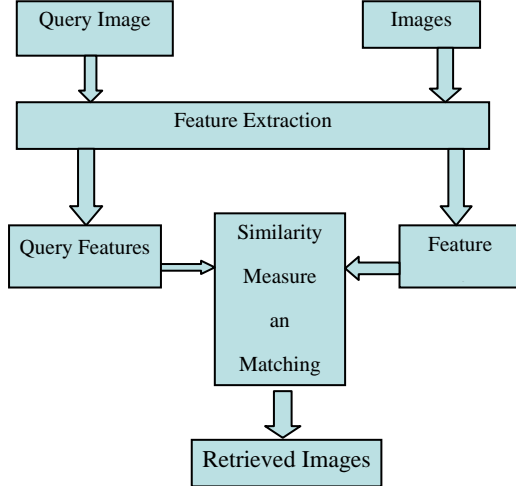 Query Image
Images
Feature Extraction
Query Features
Similarity
Measure
an
Matching
Feature
Retrieved Images